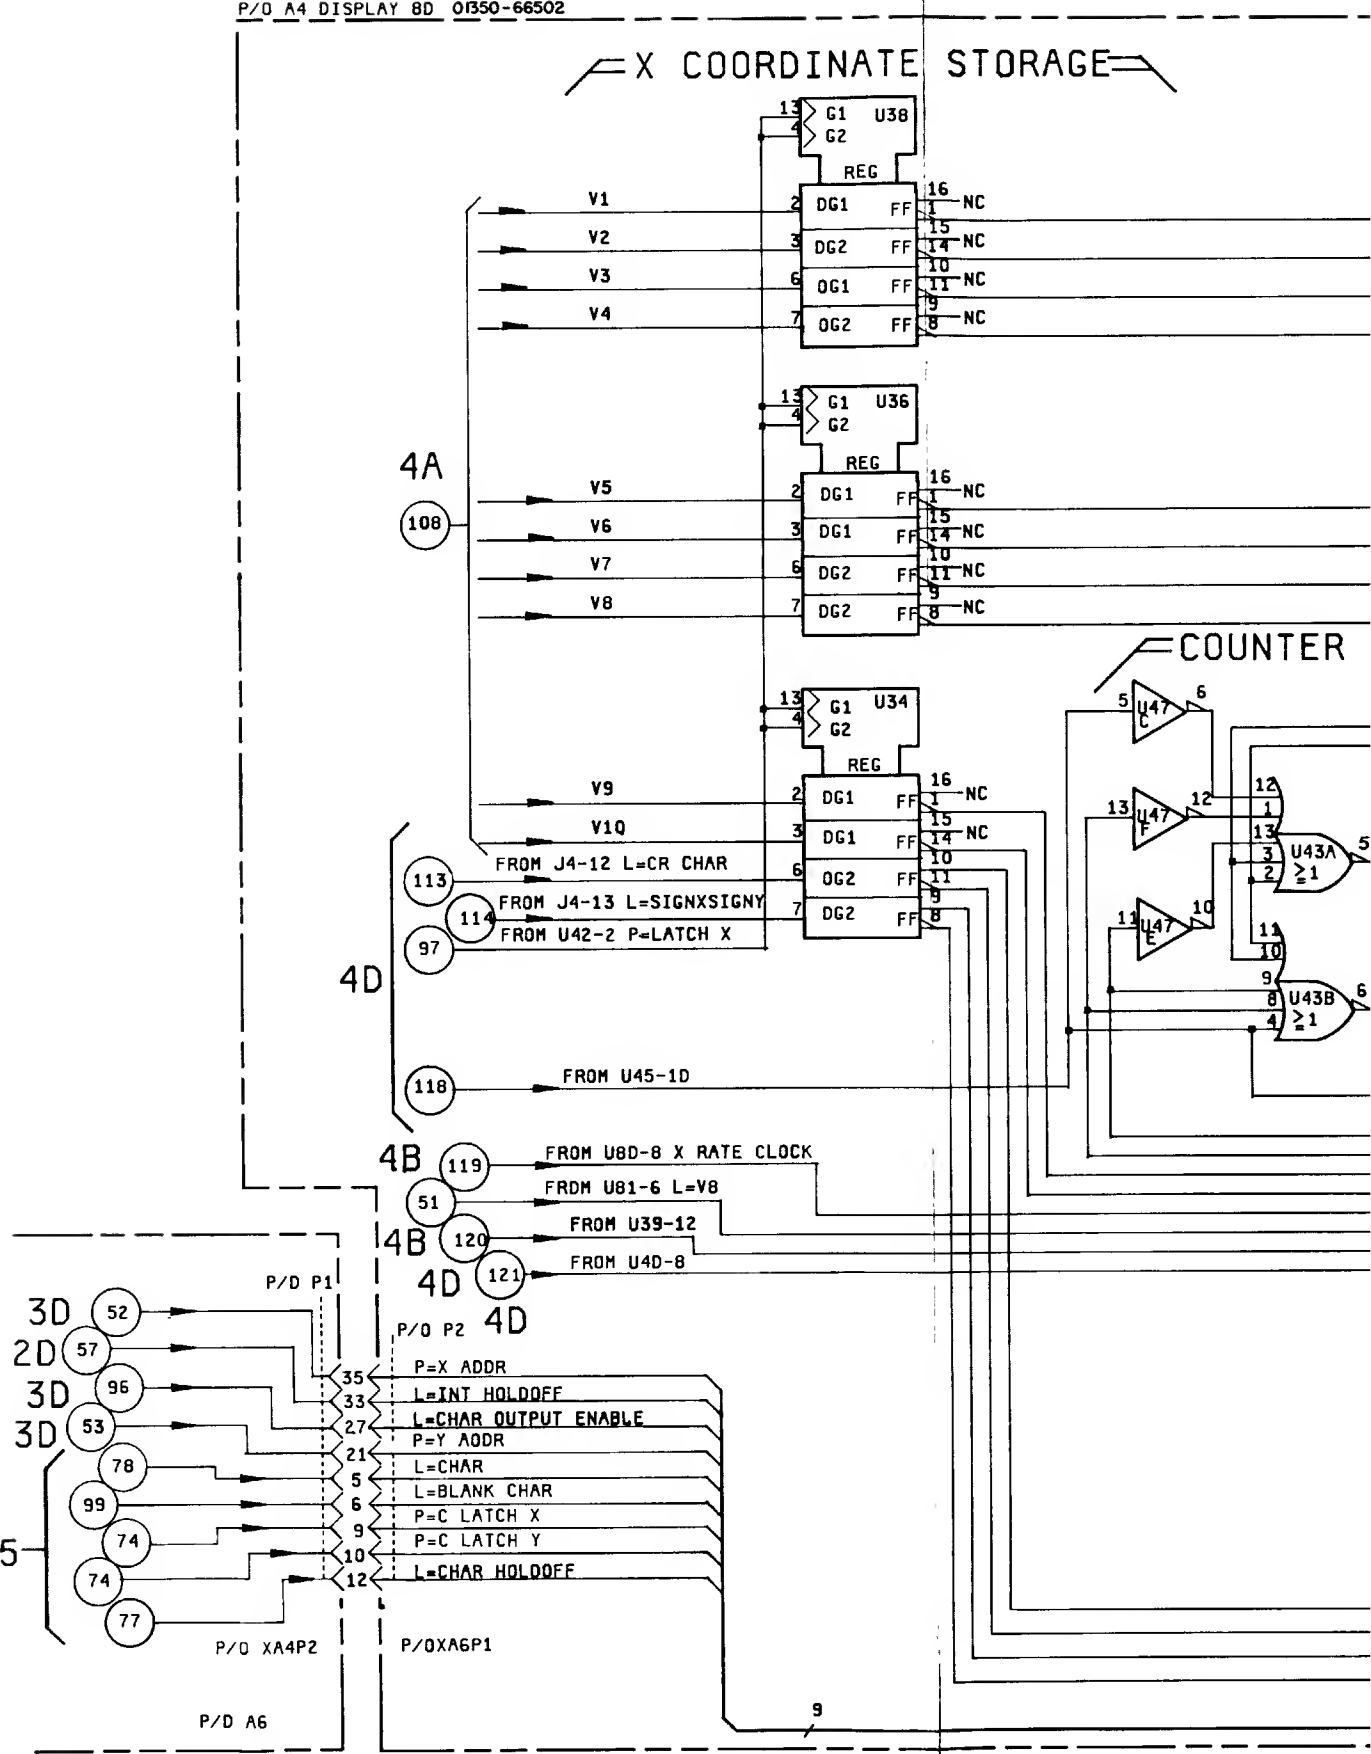 P/O A4 DISPLAY BD 01350-66502
X COORDINATE STORAGE
13 G1 U38
4 G2
REG
V1 2 DG1 FF 16 NC
1
V2 3 DG2 FF 15 NC
14
V3 6 OG1 FF 10 NC
11
V4 7 OG2 FF 9 NC
8
13 G1 U36
4 G2
REG
4A
108
V5 2 DG1 FF 16 NC
1
V6 3 DG1 FF 15 NC
14
V7 6 DG2 FF 10 NC
11
V8 7 DG2 FF 9 NC
8
COUNTER
13 G1 U34
4 G2
REG
V9 2 DG1 FF 16 NC
1
V10 3 DG1 FF 15 NC
14
113 FROM J4-12 L=CR CHAR 6 OG2 FF 10
11
114 FROM J4-13 L=SIGNXSIGNY 7 DG2 FF 9
8
97 FROM U42-2 P=LATCH X
4D
5 U47 C 6
13 U47 F 12
11 U47 E 10
12
1
13
3
2
U43A
≥1
5
11
10
9
8
4
U43B
≥1
6
118 FROM U45-1D
4B 119 FROM U8D-8 X RATE CLOCK
51 FRDM U81-6 L=V8
4B 120 FROM U39-12
4D 121 FROM U4D-8
4D
P/D P1
P/O P2
3D 52 35 P=X ADDR
2D 57 33 L=INT HOLDOFF
3D 96 27 L=CHAR OUTPUT ENABLE
3D 53 21 P=Y AODR
78 5 L=CHAR
99 6 L=BLANK CHAR
5
74 9 P=C LATCH X
74 10 P=C LATCH Y
77 12 L=CHAR HOLDOFF
P/O XA4P2
P/OXA6P1
P/D A6
9